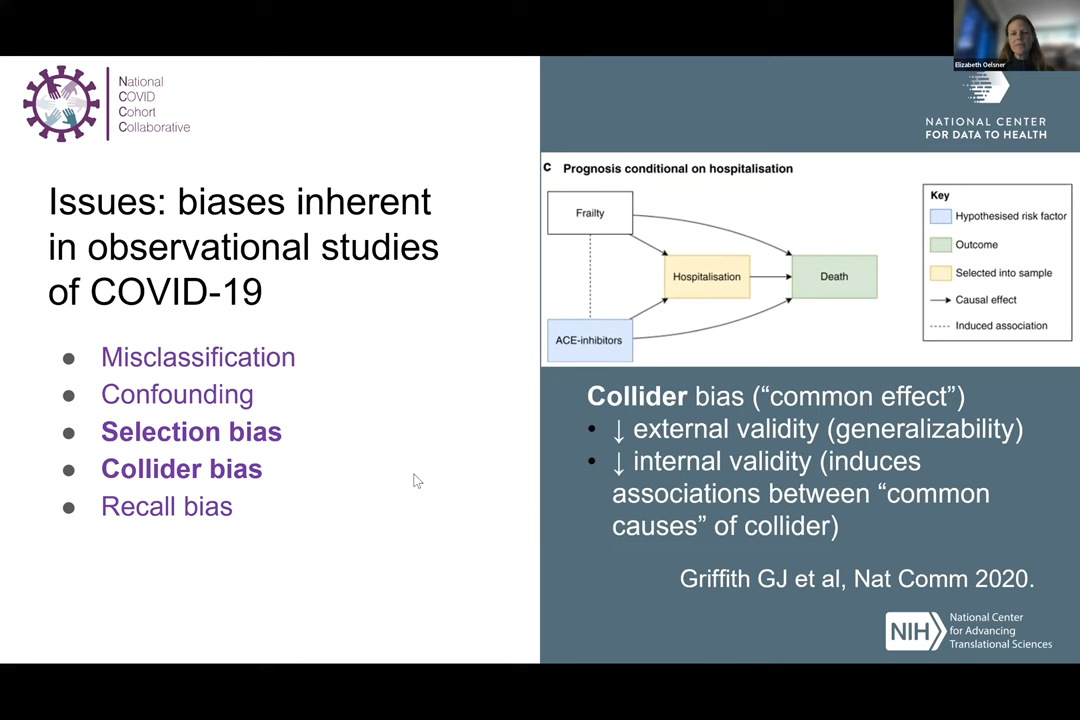 Elizabeth Oelsner
National
COVID
Cohort
Collaborative
NATIONAL CENTER
FOR DATA TO HEALTH
Issues: biases inherent
in observational studies
of COVID-19
● Misclassification
● Confounding
● Selection bias
● Collider bias
● Recall bias
c Prognosis conditional on hospitalisation
Frailty
Hospitalisation
Death
ACE-inhibitors
Key
Hypothesised risk factor
Outcome
Selected into sample
Causal effect
Induced association
Collider bias (“common effect”)
• ↓ external validity (generalizability)
• ↓ internal validity (induces
associations between “common
causes” of collider)
Griffith GJ et al, Nat Comm 2020.
NIH
National Center
for Advancing
Translational Sciences